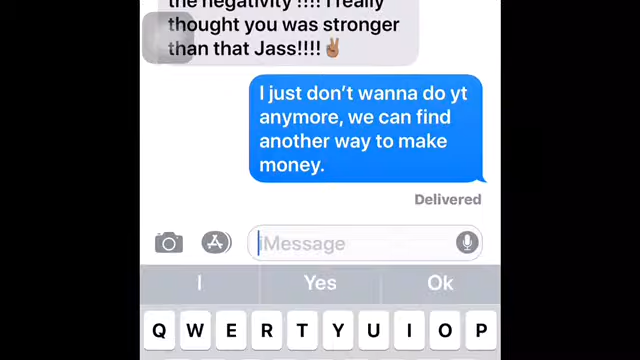 the negativity !!!! I really
thought you was stronger
than that Jass!!!!✌🏽
I just don’t wanna do yt
anymore, we can find
another way to make
money.
Delivered
iMessage
I Yes Ok
Q W E R T Y U I O P